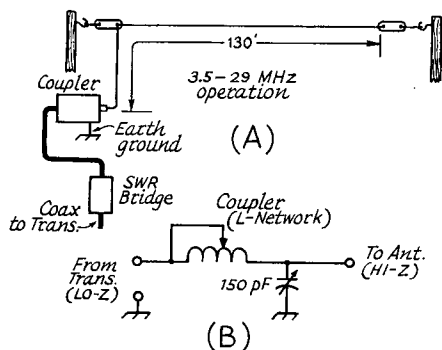 130'
Coupler
3.5-29 MHz
operation
Earth
ground
(A)
SWR
Bridge
Coax
to Trans.
Coupler
(L-Network)
From
Trans.
(LO-Z)
150 pF
To Ant.
(HI-Z)
(B)